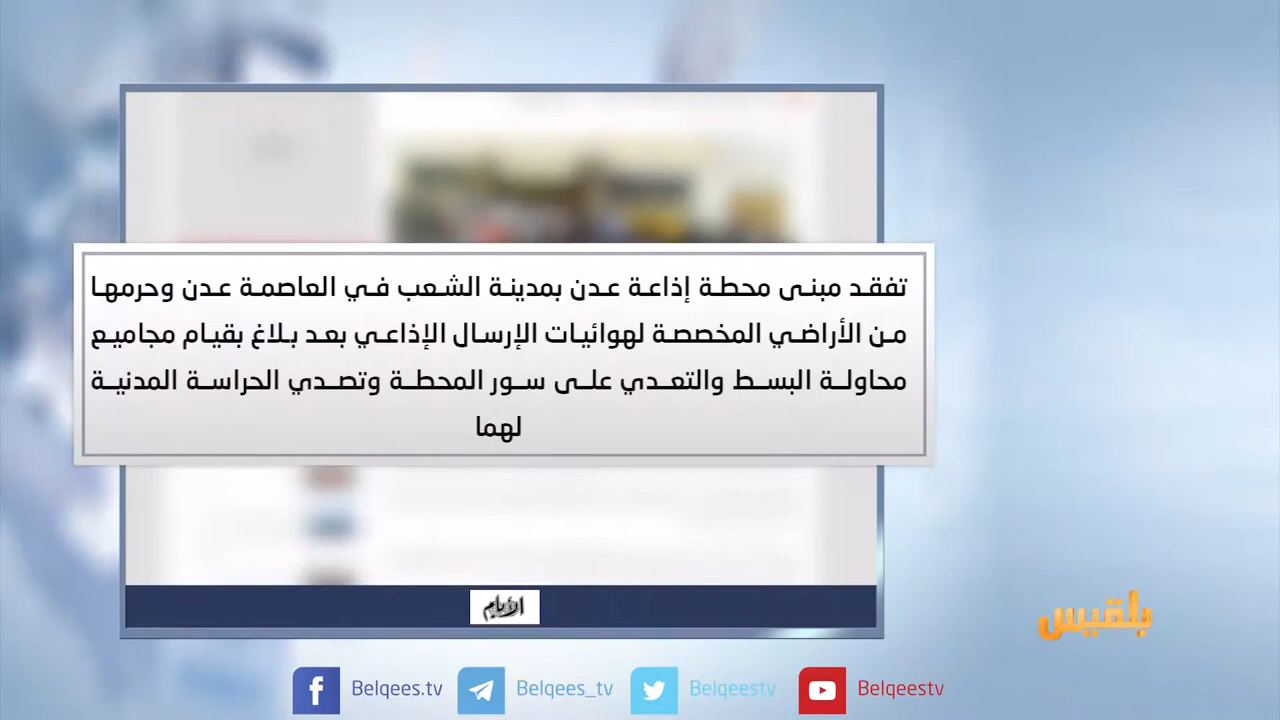 تفقد مبنى محطة إذاعة عدن بمدينة الشعب في العاصمة عدن وحرمها
من الأراضي المخصصة لهوائيات الإرسال الإذاعي بعد بلاغ بقيام مجاميع
محاولة البسط والتعدي على سور المحطة وتصدي الحراسة المدنية
لهما
الأيام
بلقيس
Belqees.tv
Belqees_tv
Belqeestv
Belqeestv